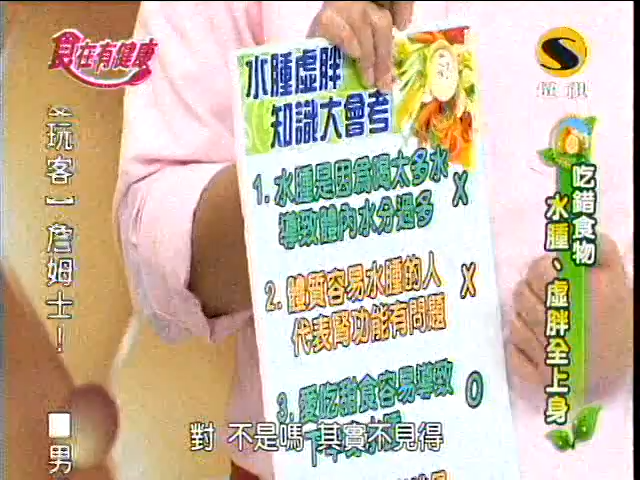 食在有健康
水腫虛胖
知識大會考
1. 水腫是因為喝太多水
導致體內水分過多
X
2. 體質容易水腫的人
代表腎功能有問題
X
3. 愛吃甜食容易導致
O
吃錯食物
水腫、虛胖全上身
玩客
詹姆士!
■男
對 不是嗎 其實不見得